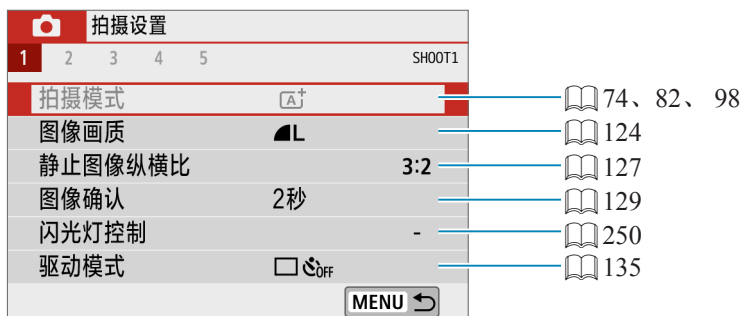 拍摄设置
1 2 3 4 5 SHOOT1
拍摄模式 A+ 74、82、98
图像画质 L 124
静止图像纵横比 3:2 127
图像确认 2秒 129
闪光灯控制 - 250
驱动模式 OFF 135
MENU